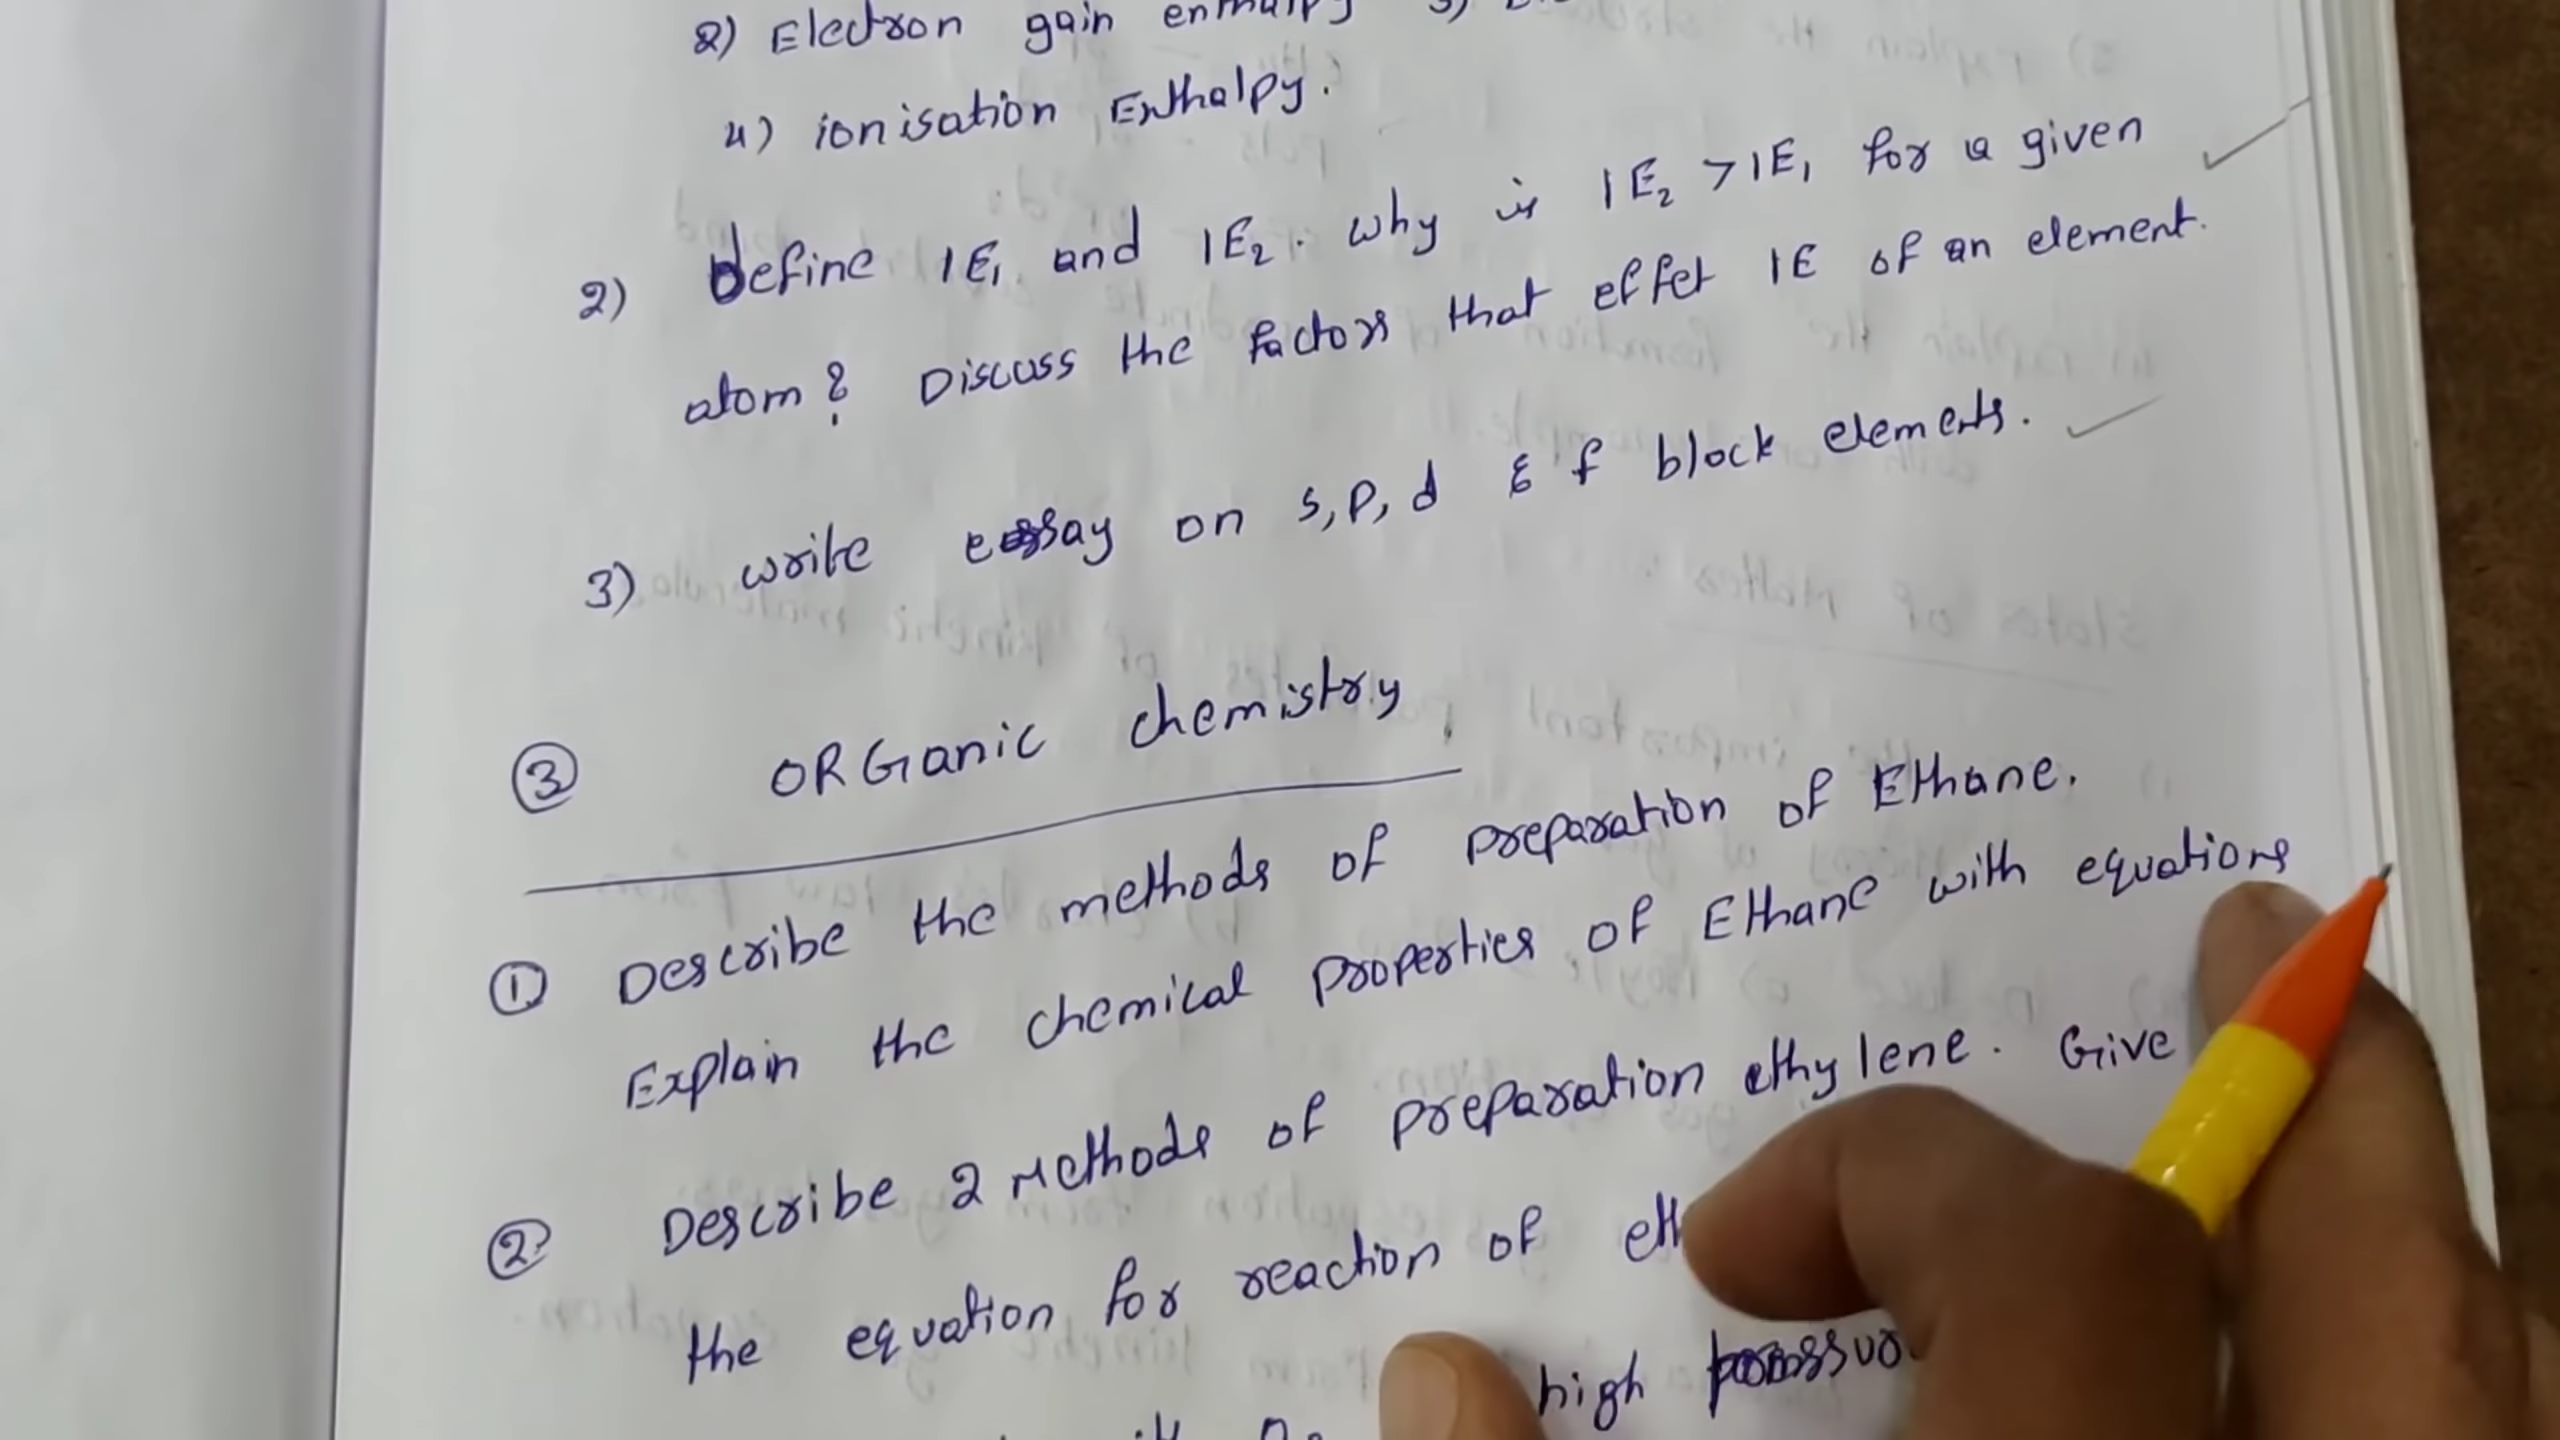 2) Electron gain enthalpy 3)
4) ionisation Enthalpy.
2) Define IE₁ and IE₂. why is IE₂ > IE₁ for a given
atom? Discuss the factors that effet IE of an element.
3) write essay on s, p, d & f block elements.
③ ORGanic chemistry
① Describe the methods of preparation of Ethane.
Explain the chemical properties of Ethane with equations
② Describe 2 Methods of preparation ethylene. Give
the equation for reaction of
high